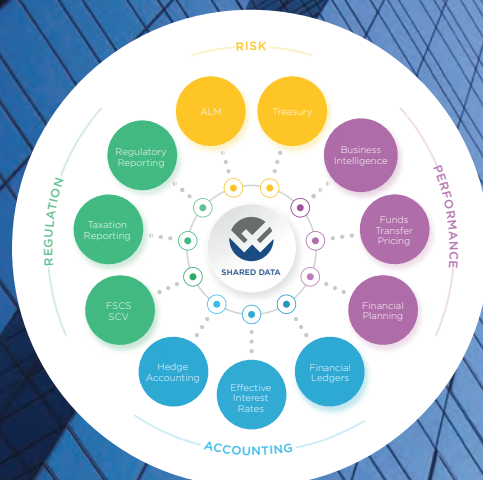 RISK
ALM
Treasury
Regulatory
Reporting
Business
Intelligence
REGULATION
PERFORMANCE
Taxation
Reporting
Funds
Transfer
Pricing
SHARED DATA
FSCS
SCV
Financial
Planning
Hedge
Accounting
Effective
Interest
Rates
Financial
Ledgers
ACCOUNTING